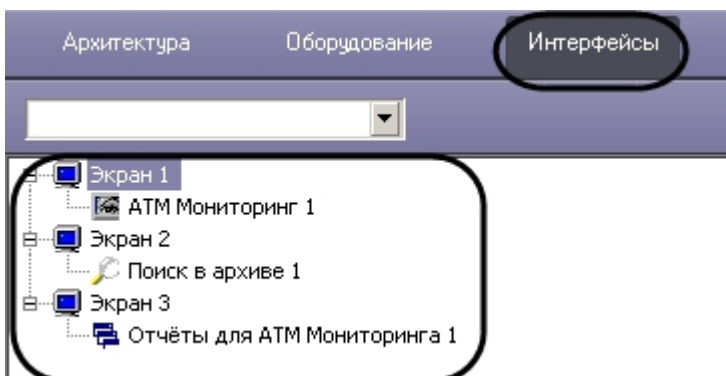 Архитектура Оборудование Интерфейсы
Экран 1
АТМ Мониторинг 1
Экран 2
Поиск в архиве 1
Экран 3
Отчёты для АТМ Мониторинга 1